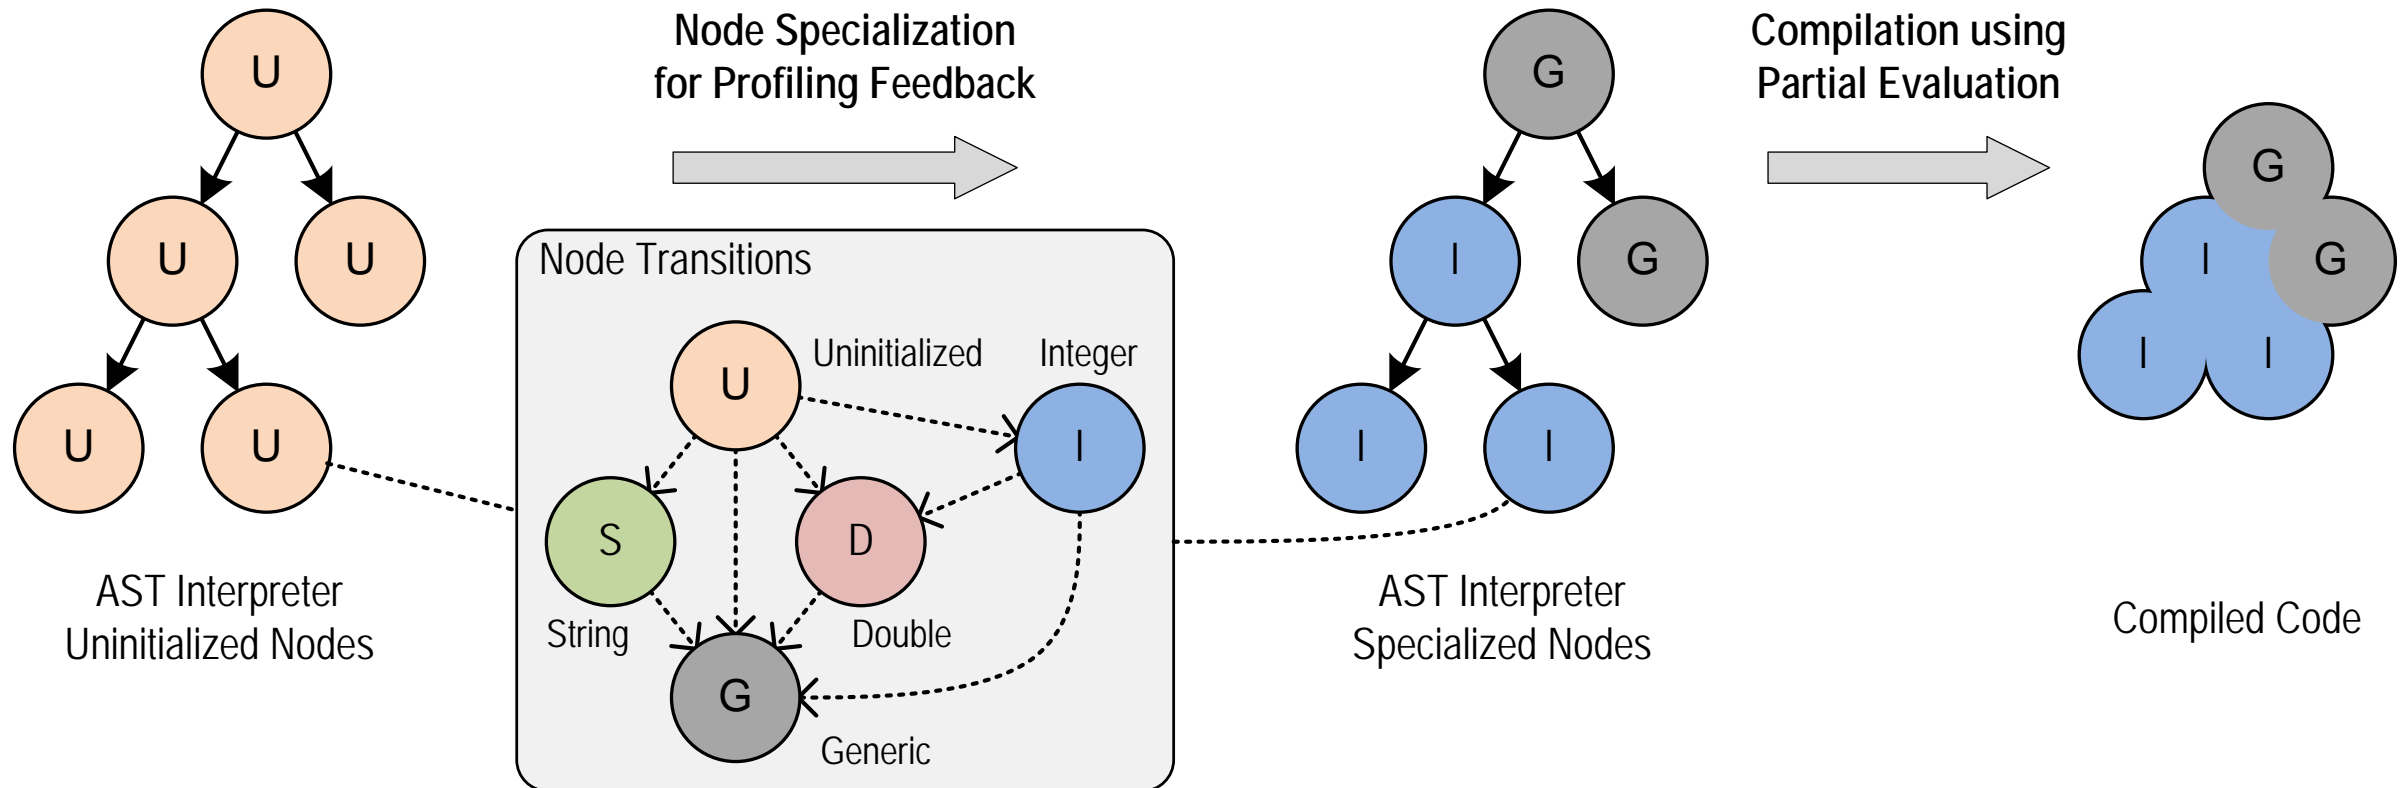 U
U
U
U
U
AST Interpreter
Uninitialized Nodes
Node Specialization
for Profiling Feedback
Node Transitions
Uninitialized
Integer
U
I
S
D
String
Double
G
Generic
G
I
G
I
I
AST Interpreter
Specialized Nodes
Compilation using
Partial Evaluation
G
I
G
I
I
Compiled Code